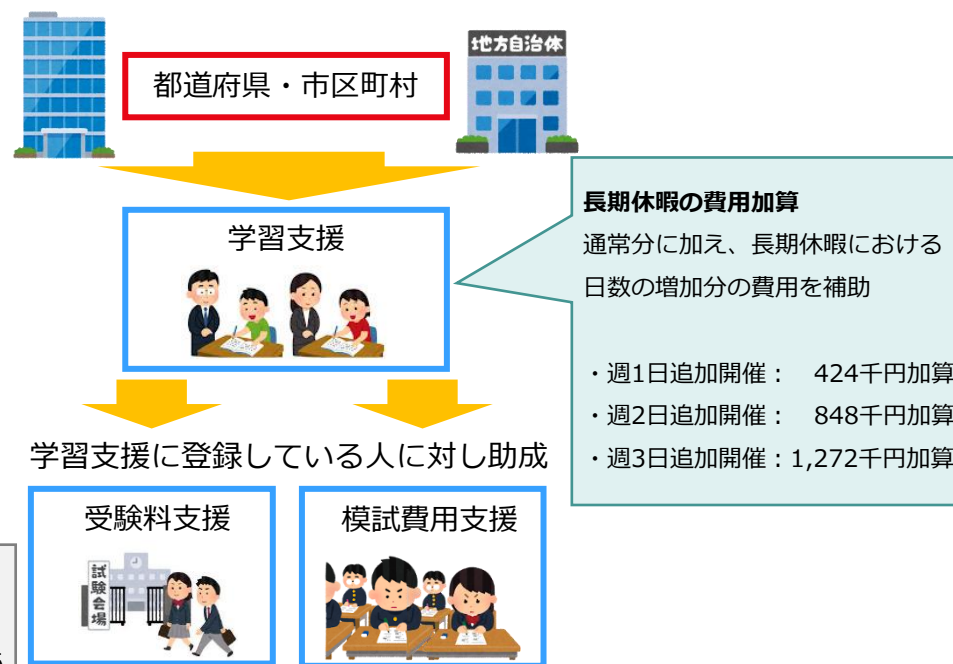 地方自治体
都道府県・市区町村
学習支援
長期休暇の費用加算
通常分に加え、長期休暇における
日数の増加分の費用を補助
・週1日追加開催： 424千円加算
・週2日追加開催： 848千円加算
・週3日追加開催：1,272千円加算
学習支援に登録している人に対し助成
受験料支援
模試費用支援
試験会場